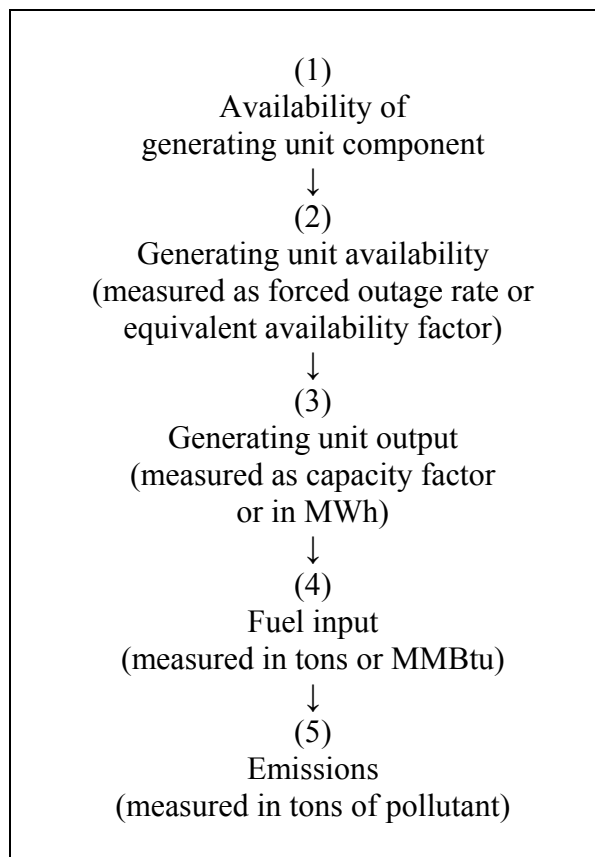 (1)
Availability of
generating unit component
↓
(2)
Generating unit availability
(measured as forced outage rate or
equivalent availability factor)
↓
(3)
Generating unit output
(measured as capacity factor
or in MWh)
↓
(4)
Fuel input
(measured in tons or MMBtu)
↓
(5)
Emissions
(measured in tons of pollutant)